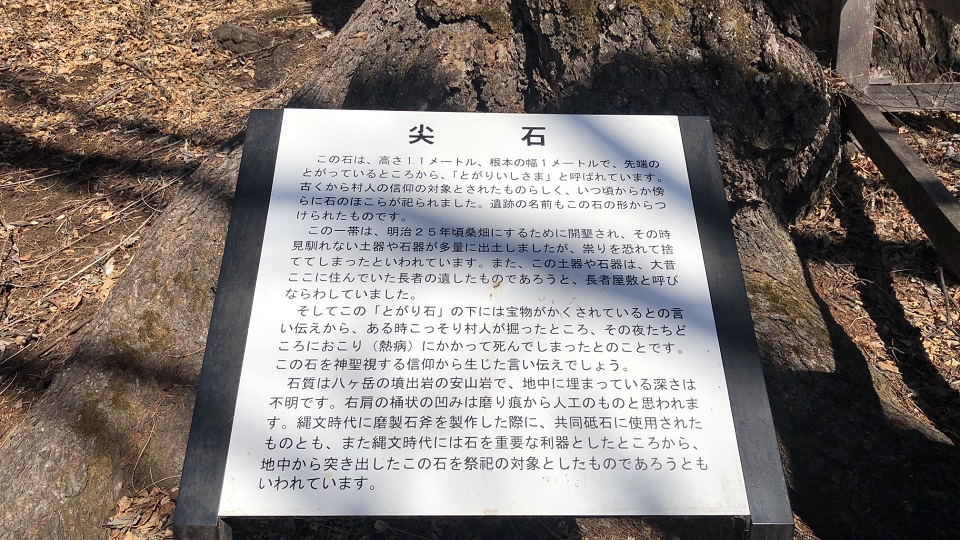 尖石
この石は、高さ1.1メートル、根本の幅1メートルで、先端の
とがっているところから、「とがりいしさま」と呼ばれています。
古くから村人の信仰の対象とされたものらしく、いつ頃からか傍
らに石のほこらが祀られました。遺跡の名前もこの石の形からつ
けられたものです。
この一帯は、明治25年頃桑畑にするために開墾され、その時
見馴れない土器や石器が多量に出土しましたが、祟りを恐れて捨
ててしまったといわれています。また、この土器や石器は、大昔
ここに住んでいた長者の遺したものであろうと、長者屋敷と呼び
ならわしていました。
そしてこの「とがり石」の下には宝物がかくされているとの言
い伝えから、ある時こっそり村人が掘ったところ、その夜たちど
ころにおこり（熱病）にかかって死んでしまったとのことです。
この石を神聖視する信仰から生じた言い伝えでしょう。
石質は八ヶ岳の墳出岩の安山岩で、地中に埋まっている深さは
不明です。右肩の桶状の凹みは磨り痕から人工のものと思われま
す。縄文時代に磨製石斧を製作した際に、共同砥石に使用された
ものとも、また縄文時代には石を重要な利器としたところから、
地中から突き出したこの石を祭祀の対象としたものであろうとも
いわれています。